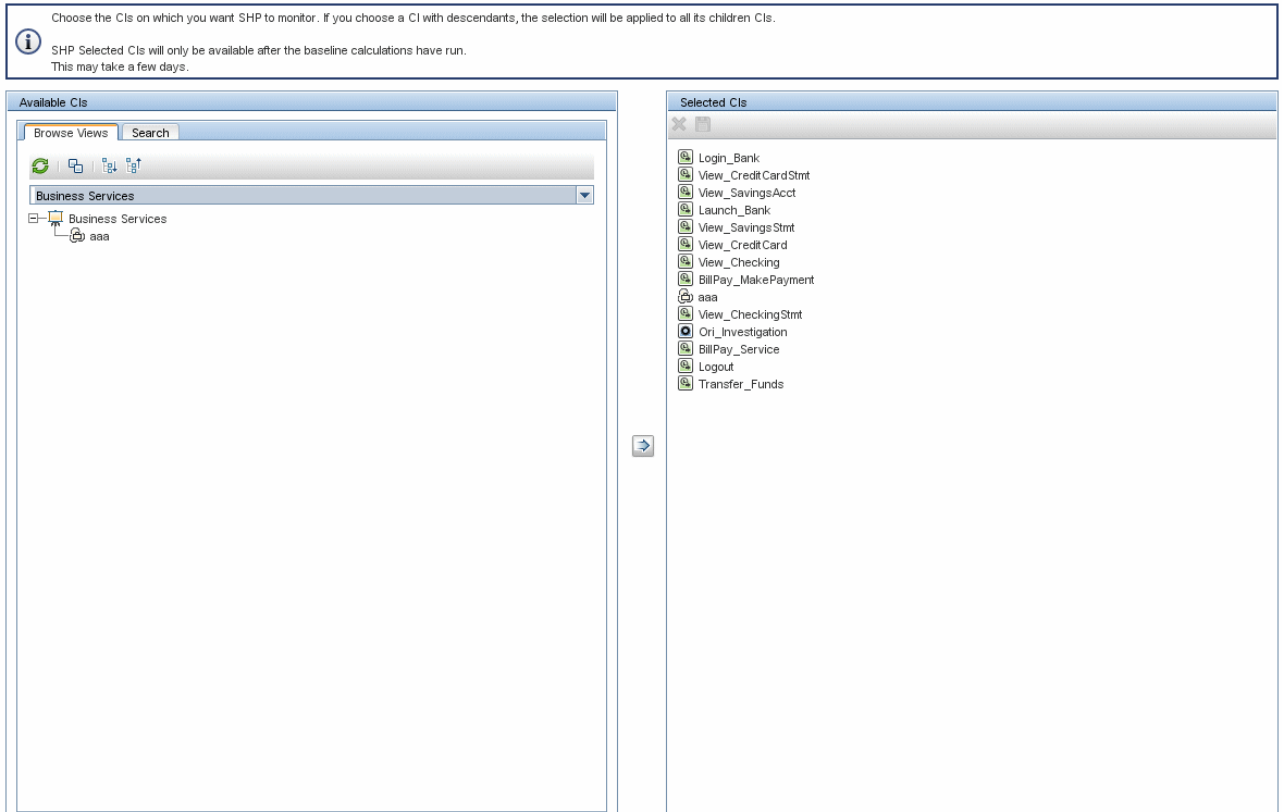 Choose the CIs on which you want SHP to monitor. If you choose a CI with descendants, the selection will be applied to all its children CIs.
SHP Selected CIs will only be available after the baseline calculations have run.
This may take a few days.
Available CIs
Browse Views
Search
Business Services
Business Services
aaa
Selected CIs
Login_Bank
View_CreditCardStmt
View_SavingsAcct
Launch_Bank
View_SavingsStmt
View_CreditCard
View_Checking
BillPay_MakePayment
aaa
View_CheckingStmt
Ori_Investigation
BillPay_Service
Logout
Transfer_Funds